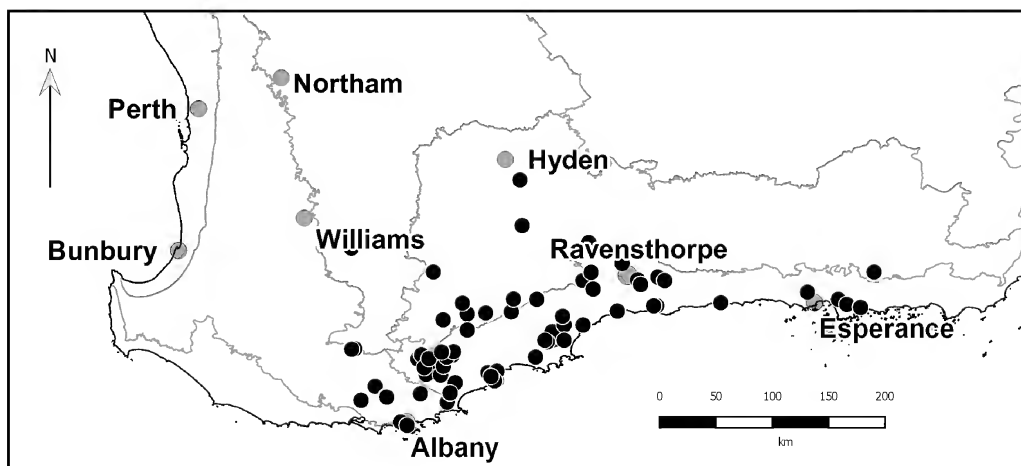 N
Northam
Perth
Hyden
Williams
Ravensthorpe
Bunbury
Esperance
0 50 100 150 200
km
Albany